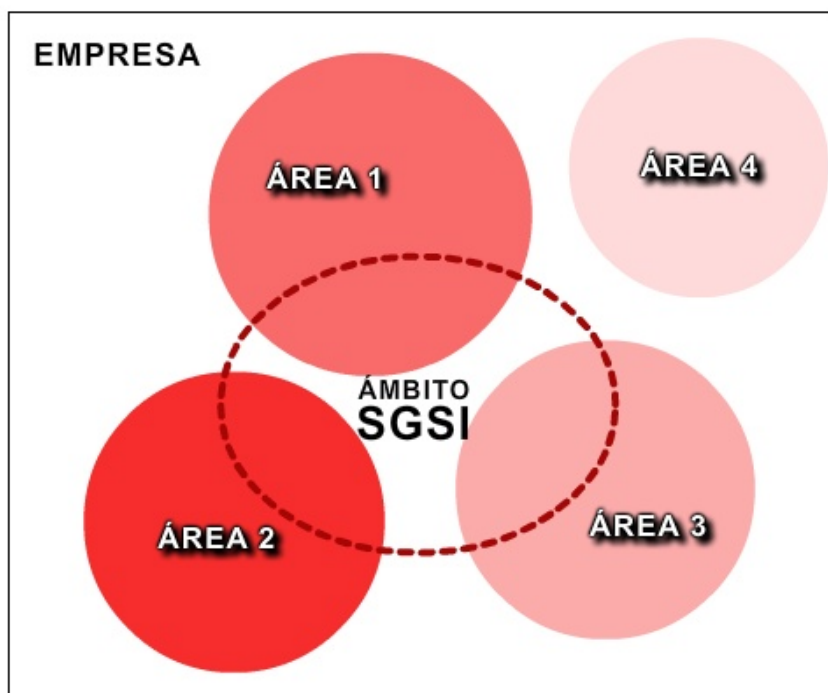 EMPRESA
ÁREA 1
ÁREA 4
ÁMBITO
SGSI
ÁREA 2
ÁREA 3